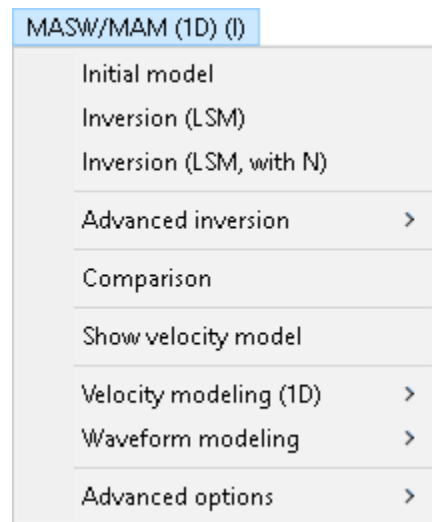 MASW/MAM (1D) (I)
Initial model
Inversion (LSM)
Inversion (LSM, with N)
Advanced inversion
Comparison
Show velocity model
Velocity modeling (1D)
Waveform modeling
Advanced options